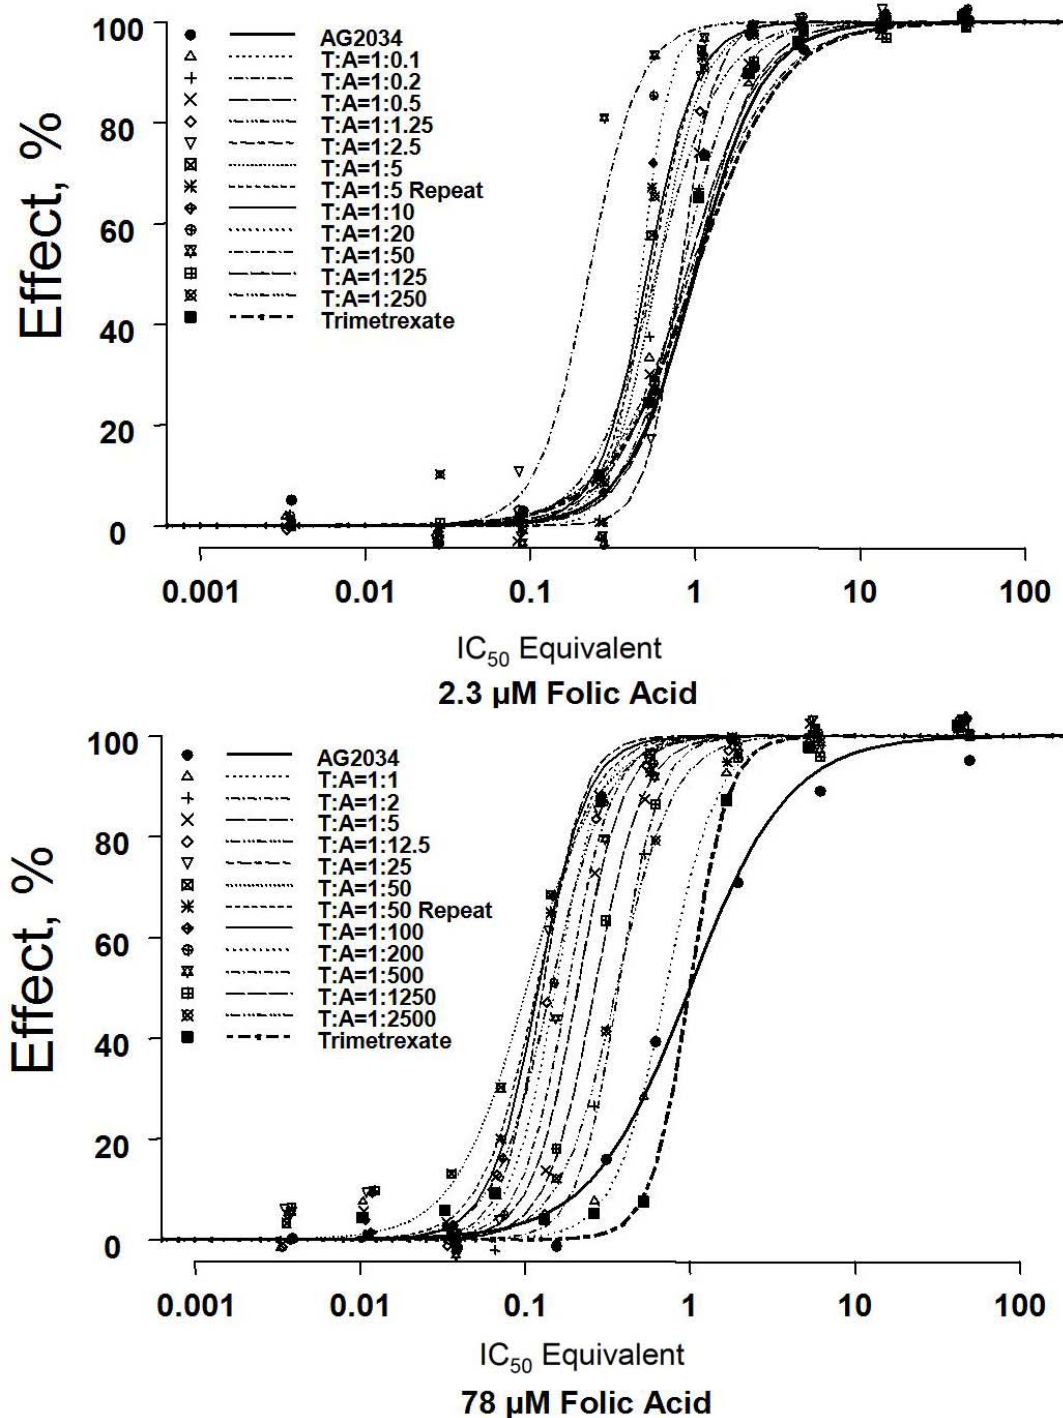 100
80
60
40
20
0
Effect, %
AG2034
T:A=1:0.1
T:A=1:0.2
T:A=1:0.5
T:A=1:1.25
T:A=1:2.5
T:A=1:5
T:A=1:5 Repeat
T:A=1:10
T:A=1:20
T:A=1:50
T:A=1:125
T:A=1:250
Trimetrexate
0.001 0.01 0.1 1 10 100
IC50 Equivalent
2.3 µM Folic Acid
100
80
60
40
20
0
Effect, %
AG2034
T:A=1:1
T:A=1:2
T:A=1:5
T:A=1:12.5
T:A=1:25
T:A=1:50
T:A=1:50 Repeat
T:A=1:100
T:A=1:200
T:A=1:500
T:A=1:1250
T:A=1:2500
Trimetrexate
0.001 0.01 0.1 1 10 100
IC50 Equivalent
78 µM Folic Acid